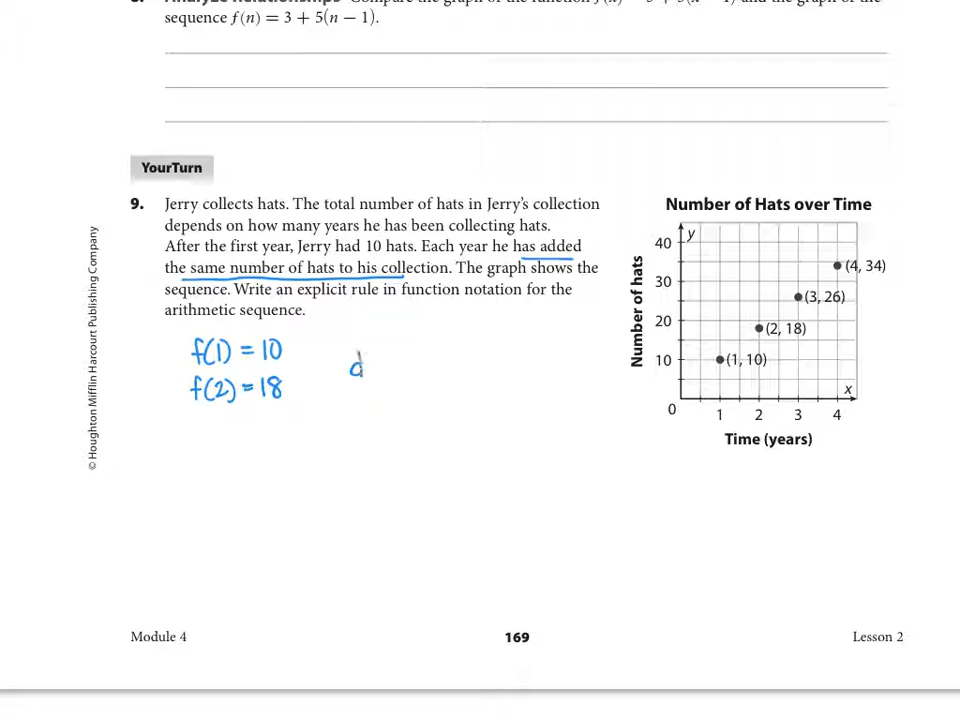 sequence f(n) = 3 + 5(n − 1).
YourTurn
9. Jerry collects hats. The total number of hats in Jerry's collection
depends on how many years he has been collecting hats.
After the first year, Jerry had 10 hats. Each year he has added
the same number of hats to his collection. The graph shows the
sequence. Write an explicit rule in function notation for the
arithmetic sequence.
f(1) = 10
f(2) = 18
d
Number of Hats over Time
Number of hats
y
40
30
20
10
0
(4, 34)
(3, 26)
(2, 18)
(1, 10)
x
1 2 3 4
Time (years)
© Houghton Mifflin Harcourt Publishing Company
Module 4
169
Lesson 2